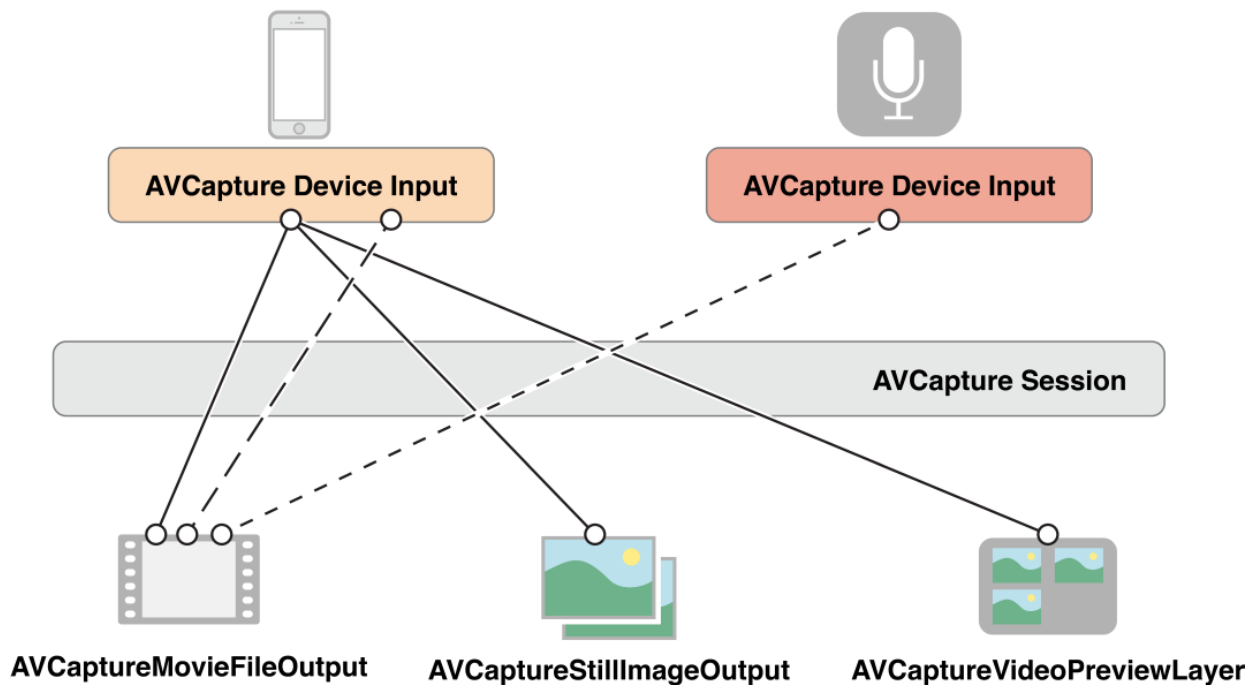 AVCapture Device Input
AVCapture Device Input
AVCapture Session
AVCaptureMovieFileOutput
AVCaptureStillImageOutput
AVCaptureVideoPreviewLayer